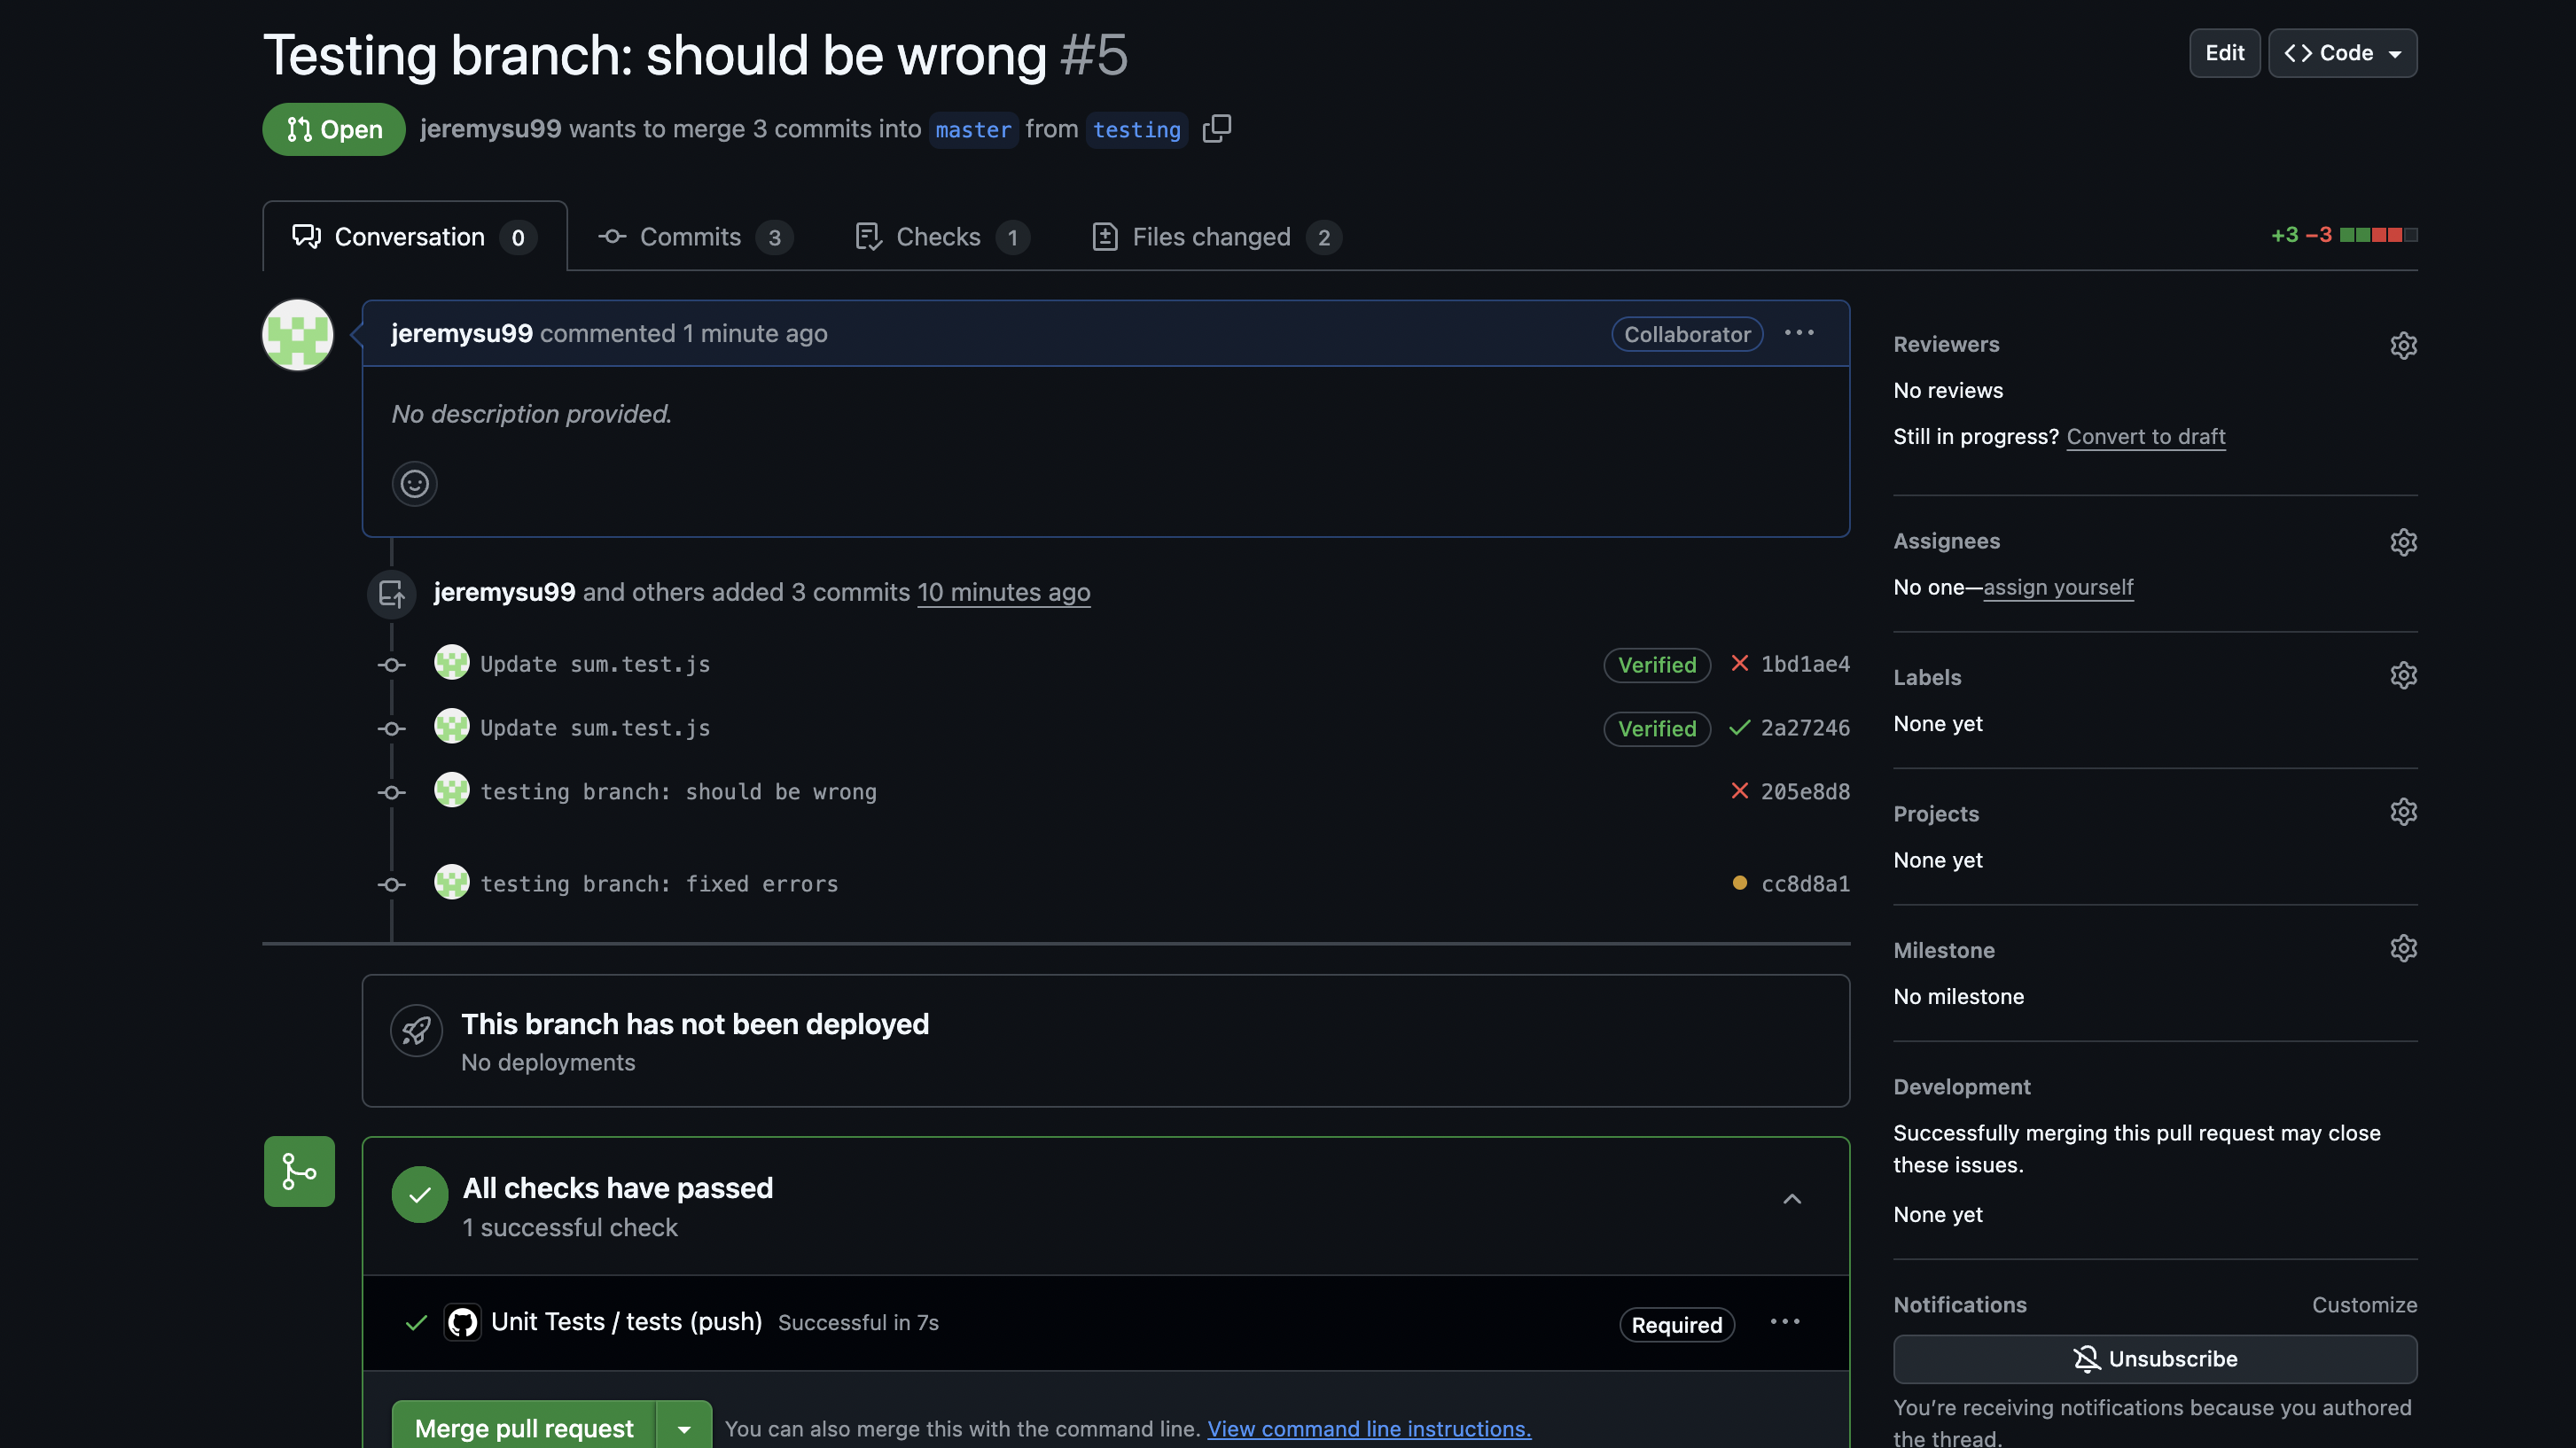 Testing branch: should be wrong #5
Edit
Code
Open
jeremysu99 wants to merge 3 commits into master from testing
Conversation 0
Commits 3
Checks 1
Files changed 2
+3 −3
jeremysu99 commented 1 minute ago
Collaborator
No description provided.
jeremysu99 and others added 3 commits 10 minutes ago
Update sum.test.js
Verified
1bd1ae4
Update sum.test.js
Verified
2a27246
testing branch: should be wrong
205e8d8
testing branch: fixed errors
cc8d8a1
This branch has not been deployed
No deployments
All checks have passed
1 successful check
Unit Tests / tests (push) Successful in 7s
Required
Merge pull request
You can also merge this with the command line. View command line instructions.
Reviewers
No reviews
Still in progress? Convert to draft
Assignees
No one—assign yourself
Labels
None yet
Projects
None yet
Milestone
No milestone
Development
Successfully merging this pull request may close
these issues.
None yet
Notifications
Customize
Unsubscribe
You’re receiving notifications because you authored
the thread.